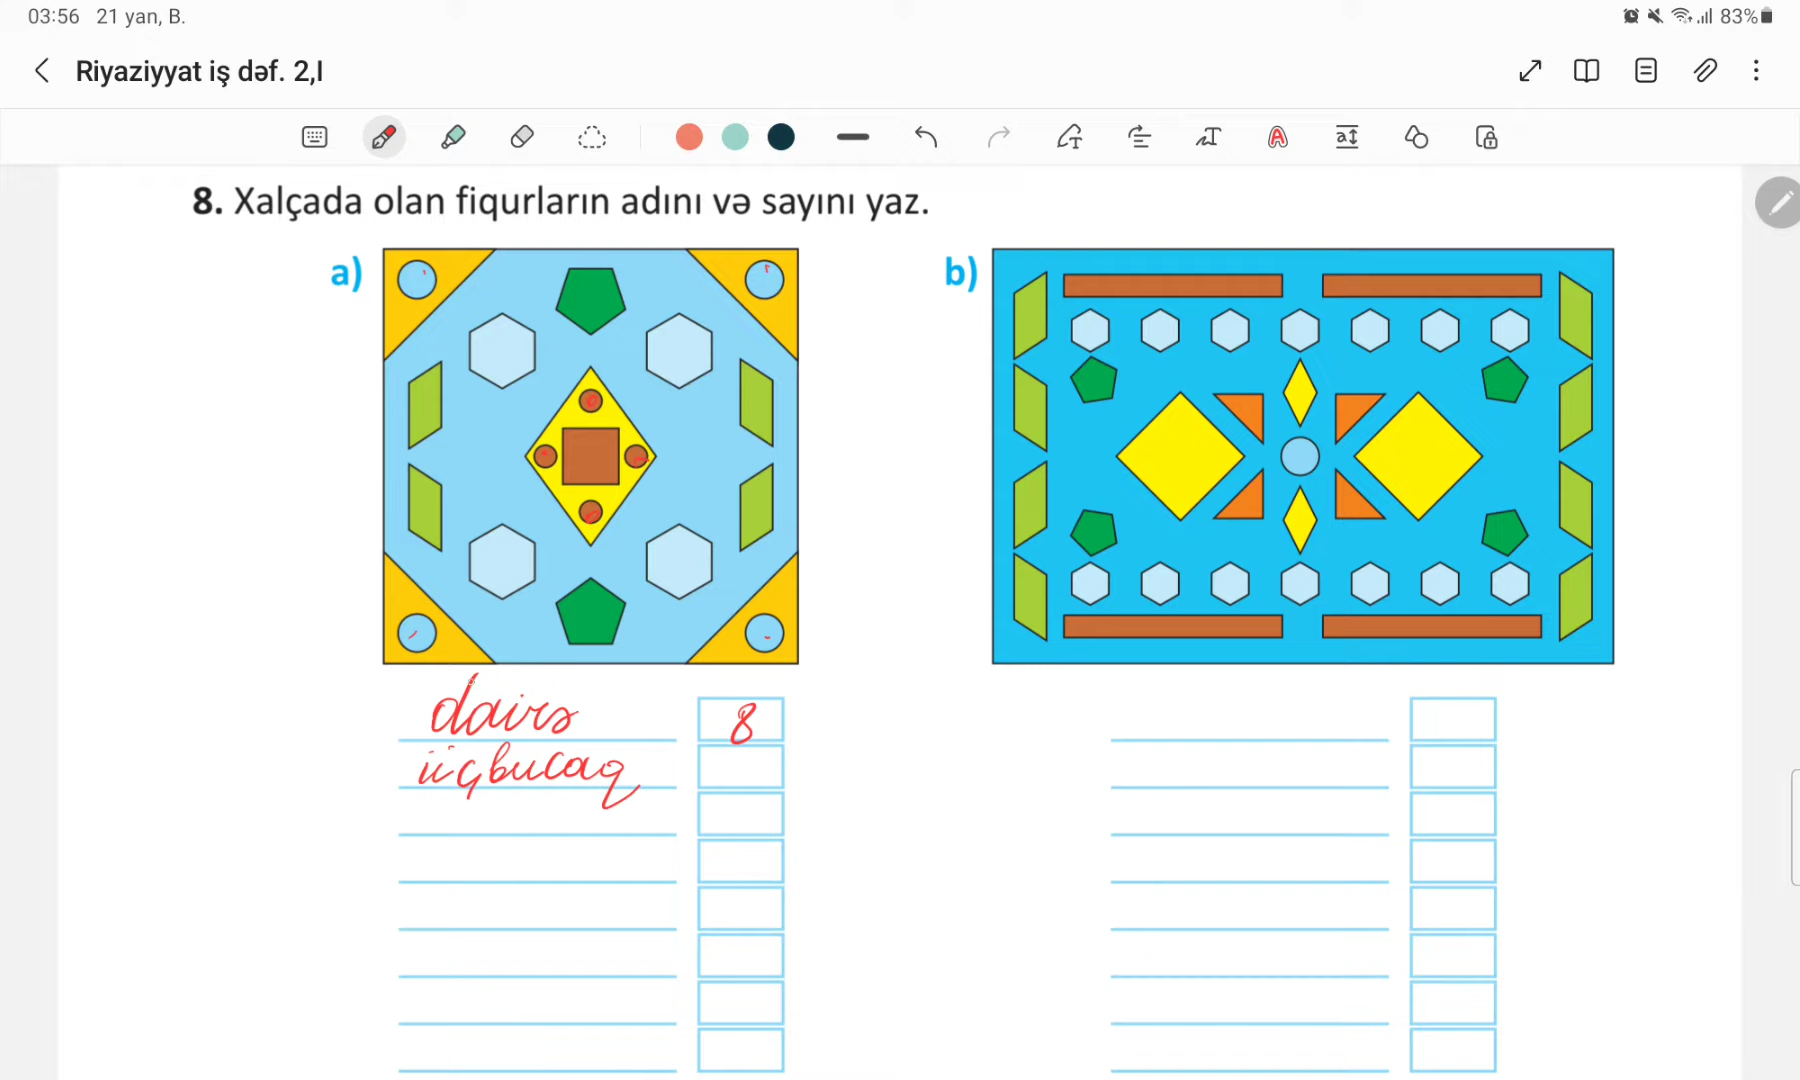 03:56 21 yan, B.
83%
Riyaziyyat iş dəf. 2,I
8. Xalçada olan fiqurların adını və sayını yaz.
a)
b)
dairə 8
üçbucaq